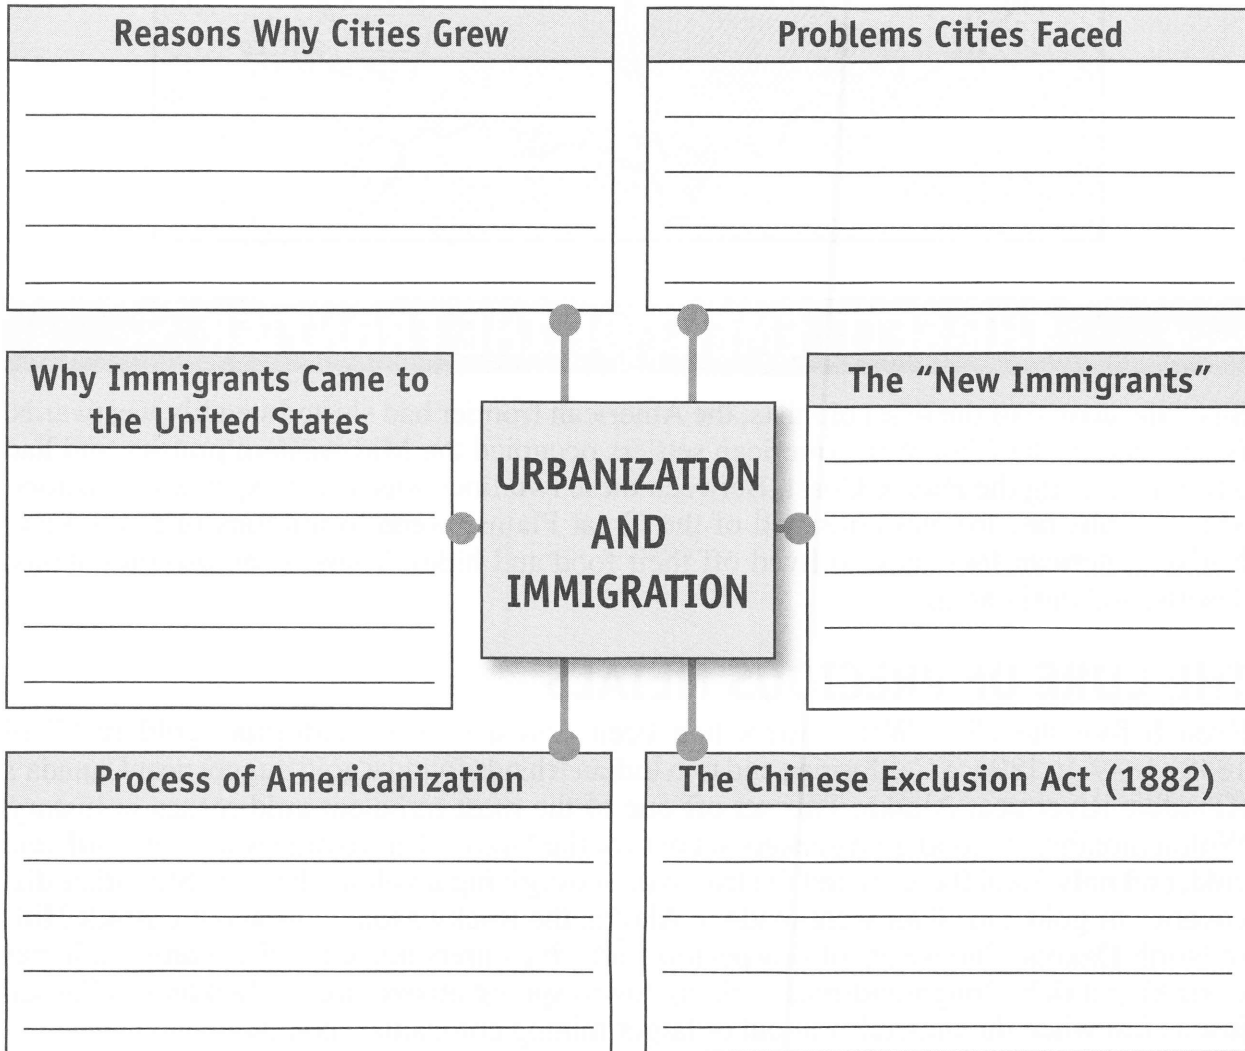 Reasons Why Cities Grew
Problems Cities Faced
Why Immigrants Came to
the United States
The “New Immigrants”
URBANIZATION
AND
IMMIGRATION
Process of Americanization
The Chinese Exclusion Act (1882)